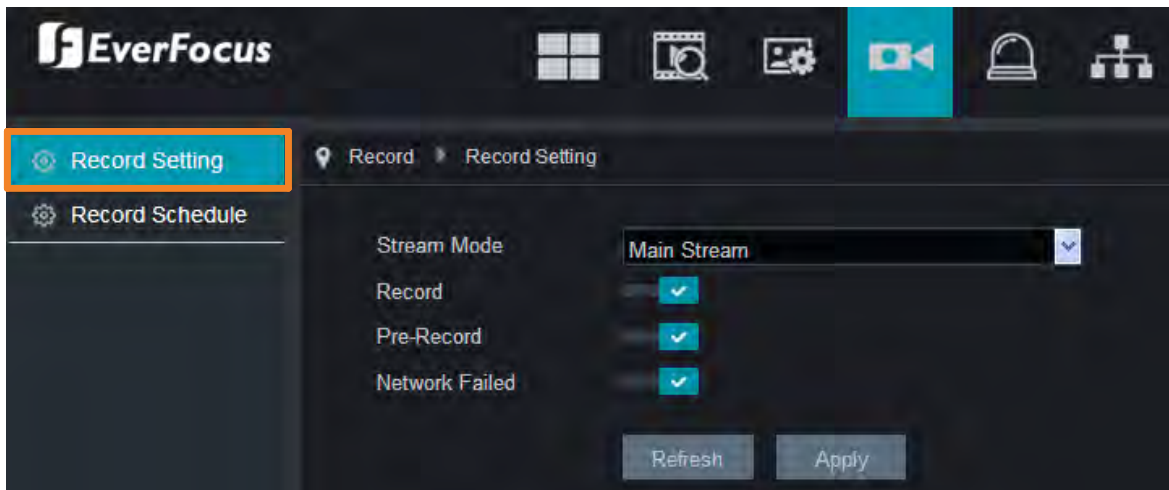 EverFocus
Record Setting
Record Schedule
Record Record Setting
Stream Mode Main Stream
Record
Pre-Record
Network Failed
Refresh Apply